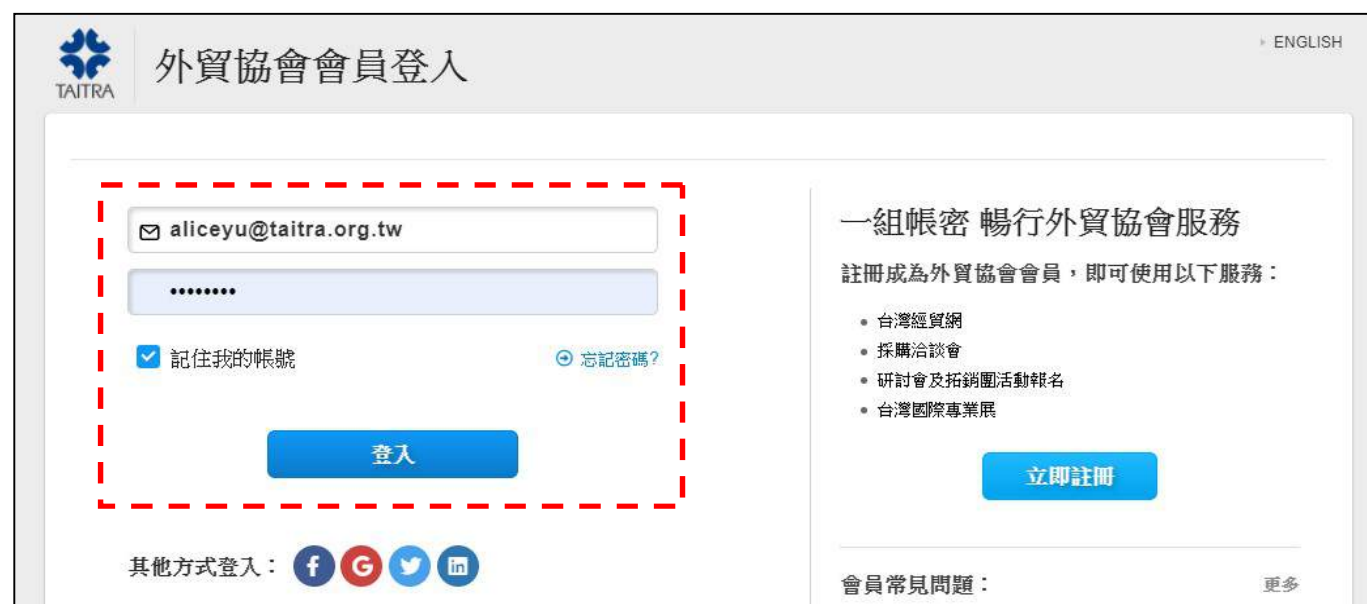 TAITRA
外貿協會會員登入
ENGLISH
aliceyu@taitra.org.tw
••••••••
記住我的帳號
忘記密碼?
登入
其他方式登入：
一組帳密 暢行外貿協會服務
註冊成為外貿協會會員，即可使用以下服務：
• 台灣經貿網
• 採購洽談會
• 研討會及拓銷團活動報名
• 台灣國際專業展
立即註冊
會員常見問題：
更多